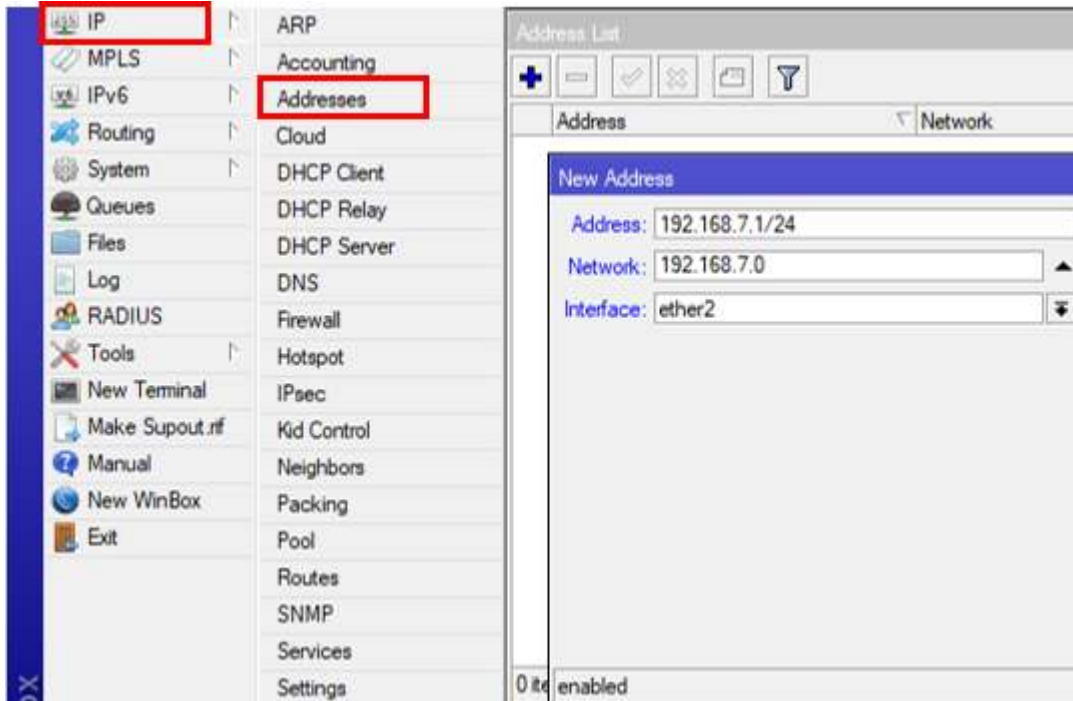 IP
MPLS
IPv6
Routing
System
Queues
Files
Log
RADIUS
Tools
New Terminal
Make Supout.rif
Manual
New WinBox
Exit
ARP
Accounting
Addresses
Cloud
DHCP Client
DHCP Relay
DHCP Server
DNS
Firewall
Hotspot
IPsec
Kid Control
Neighbors
Packing
Pool
Routes
SNMP
Services
Settings
Address List
Address Network
New Address
Address: 192.168.7.1/24
Network: 192.168.7.0
Interface: ether2
0 ite enabled